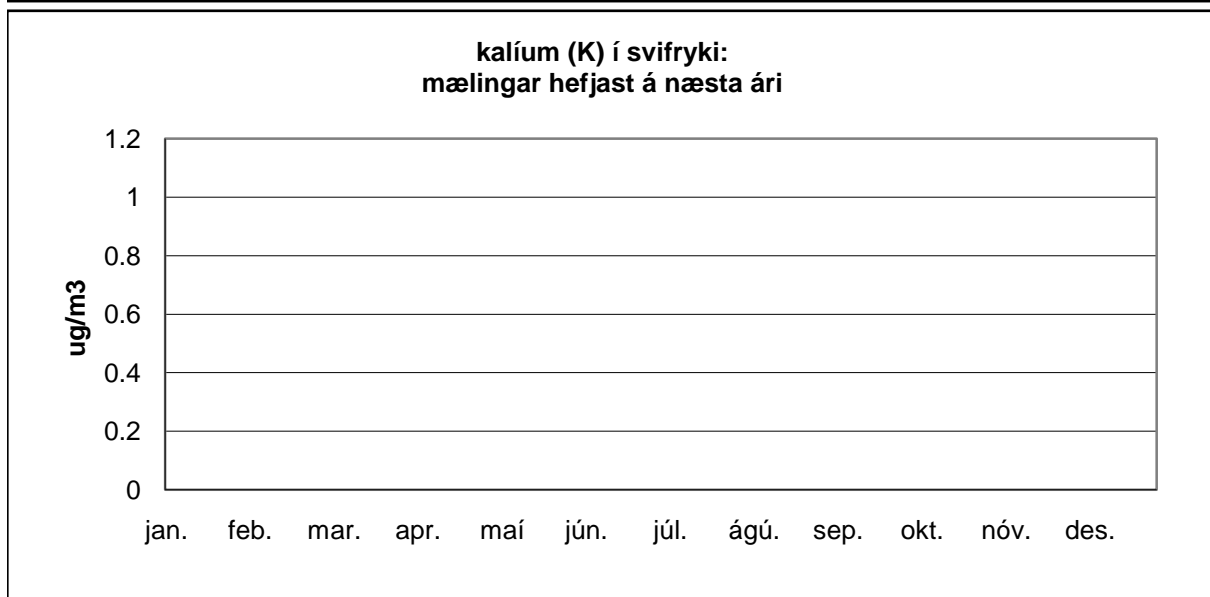 kalíum (K) í svifryki:
mælingar hefjast á næsta ári
1.2
1
0.8
0.6
0.4
0.2
0
ug/m3
jan. feb. mar. apr. maí jún. júl. ágú. sep. okt. nóv. des.